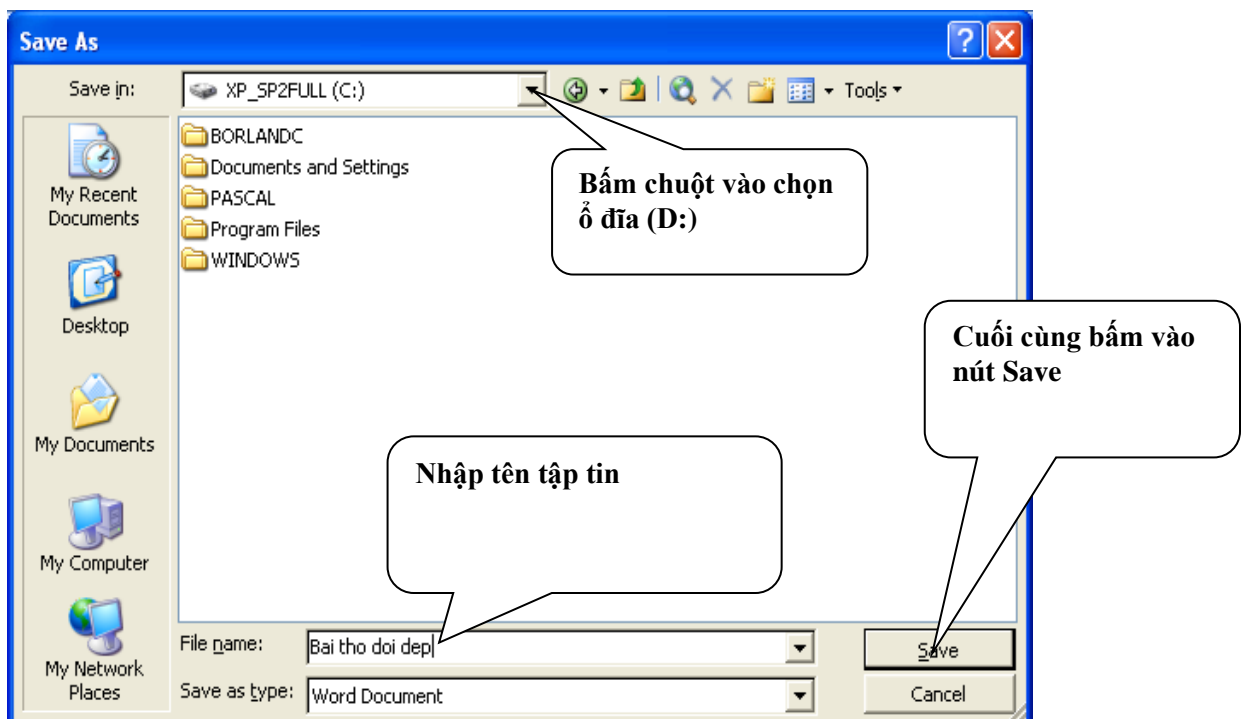 Save As
Save in:
XP_SP2FULL (C:)
Tools
BORLANDC
Documents and Settings
PASCAL
Program Files
WINDOWS
Bấm chuột vào chọn
ổ đĩa (D:)
My Recent
Documents
Desktop
My Documents
My Computer
My Network
Places
Cuối cùng bấm vào
nút Save
Nhập tên tập tin
File name:
Bai tho doi dep
Save
Save as type:
Word Document
Cancel